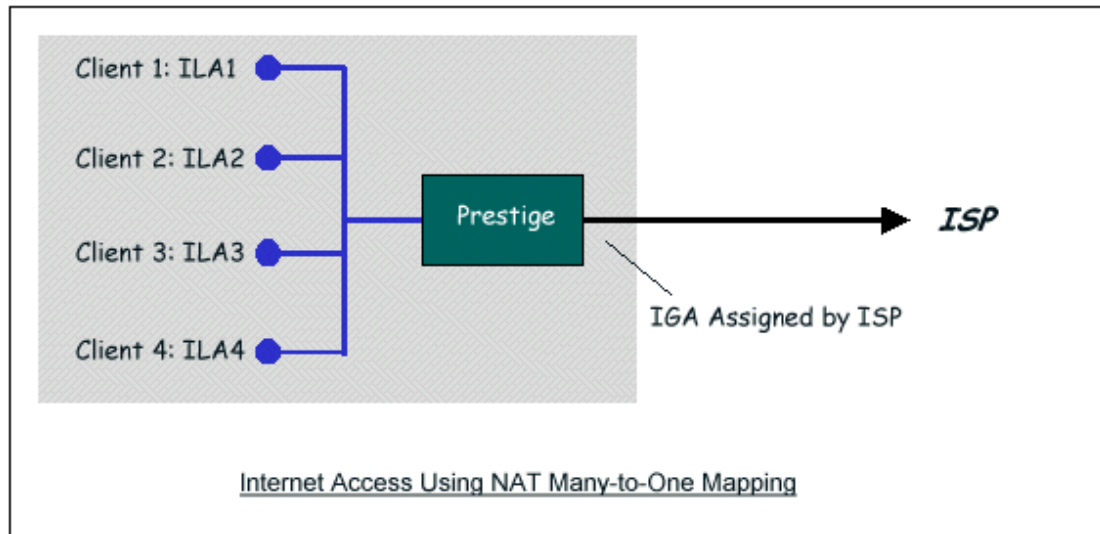 Client 1: ILA1
Client 2: ILA2
Prestige
ISP
Client 3: ILA3
IGA Assigned by ISP
Client 4: ILA4
Internet Access Using NAT Many-to-One Mapping